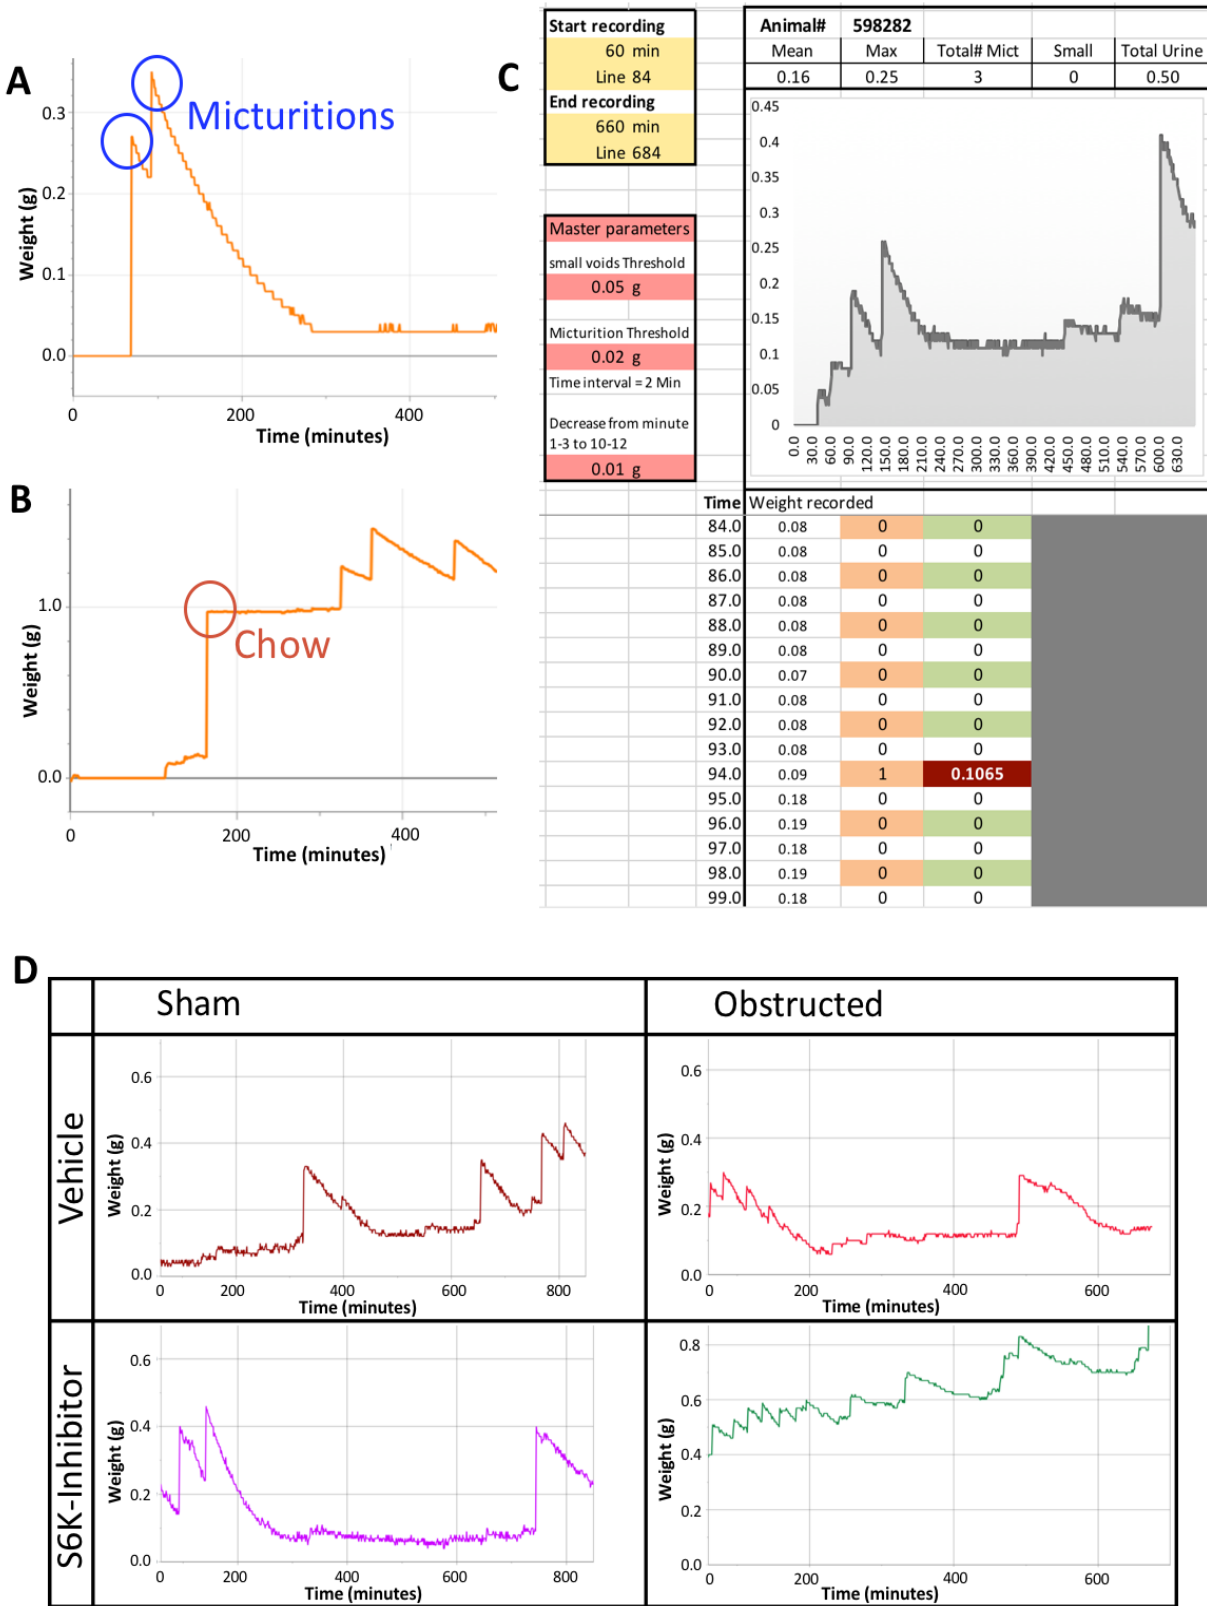 A
0.3
0.2
0.1
0.0
Weight (g)
Micturitions
0
200
400
Time (minutes)
B
1.0
0.0
Weight (g)
Chow
0
200
400
Time (minutes)
C
Start recording
60 min
Line 84
End recording
660 min
Line 684
Master parameters
small voids Threshold
0.05 g
Micturition Threshold
0.02 g
Time interval = 2 Min
Decrease from minute
1-3 to 10-12
0.01 g
Animal# 598282
Mean Max Total# Mict Small Total Urine
0.16 0.25 3 0 0.50
0.45
0.4
0.35
0.3
0.25
0.2
0.15
0.1
0.05
0
0.0 30.0 60.0 90.0 120.0 150.0 180.0 210.0 240.0 270.0 300.0 330.0 360.0 390.0 420.0 450.0 480.0 510.0 540.0 570.0 600.0 630.0
Time Weight recorded
84.0 0.08 0 0
85.0 0.08 0 0
86.0 0.08 0 0
87.0 0.08 0 0
88.0 0.08 0 0
89.0 0.08 0 0
90.0 0.07 0 0
91.0 0.08 0 0
92.0 0.08 0 0
93.0 0.08 0 0
94.0 0.09 1 0.1065
95.0 0.18 0 0
96.0 0.19 0 0
97.0 0.18 0 0
98.0 0.19 0 0
99.0 0.18 0 0
D
Sham
Obstructed
Vehicle
0.6
0.4
0.2
0.0
Weight (g)
0 200 400 600 800
Time (minutes)
0.6
0.4
0.2
0.0
Weight (g)
0 200 400 600
Time (minutes)
S6K-Inhibitor
0.6
0.4
0.2
0.0
Weight (g)
0 200 400 600 800
Time (minutes)
0.8
0.6
0.4
0.2
0.0
Weight (g)
0 200 400 600
Time (minutes)